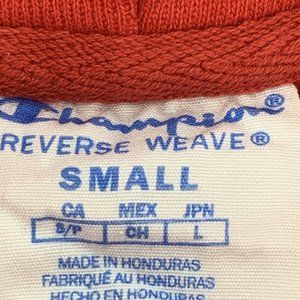 Champion®
REVERSE WEAVE®
SMALL
CA MEX JPN
S/P CH L
MADE IN HONDURAS
FABRIQUÉ AU HONDURAS
HECHO EN HONDURAS